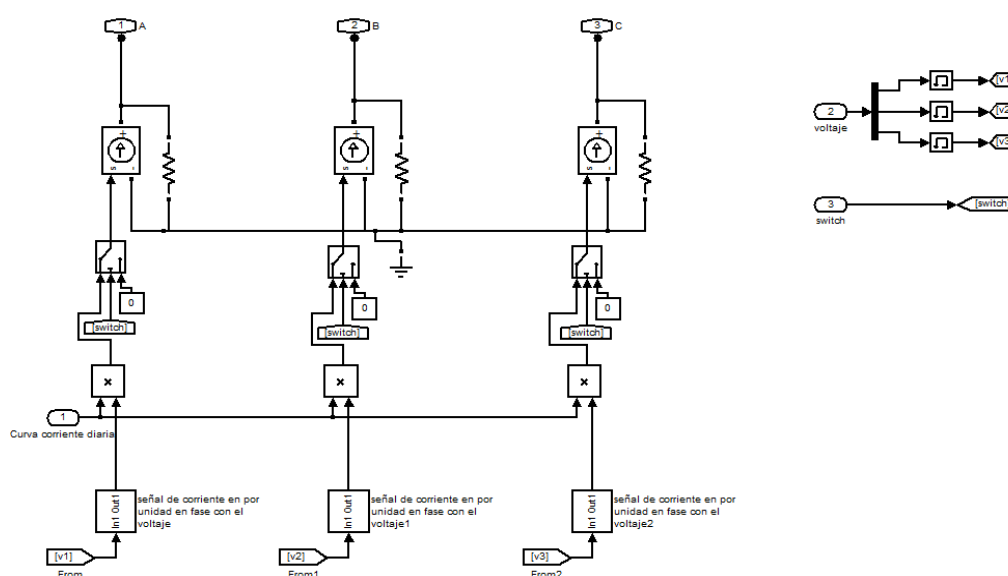 1 A
2 B
3 C
+
+
+
s -
s -
s -
[v1
[v2
[v3
2
voltaje
3
switch
[switch
0
0
0
[switch]
[switch]
[switch]
×
×
×
1
Curva corriente diaria
In1 Out1
señal de corriente en por
unidad en fase con el
voltaje
In1 Out1
señal de corriente en por
unidad en fase con el
voltaje1
In1 Out1
señal de corriente en por
unidad en fase con el
voltaje2
[v1]
From
[v2]
From1
[v3]
From2